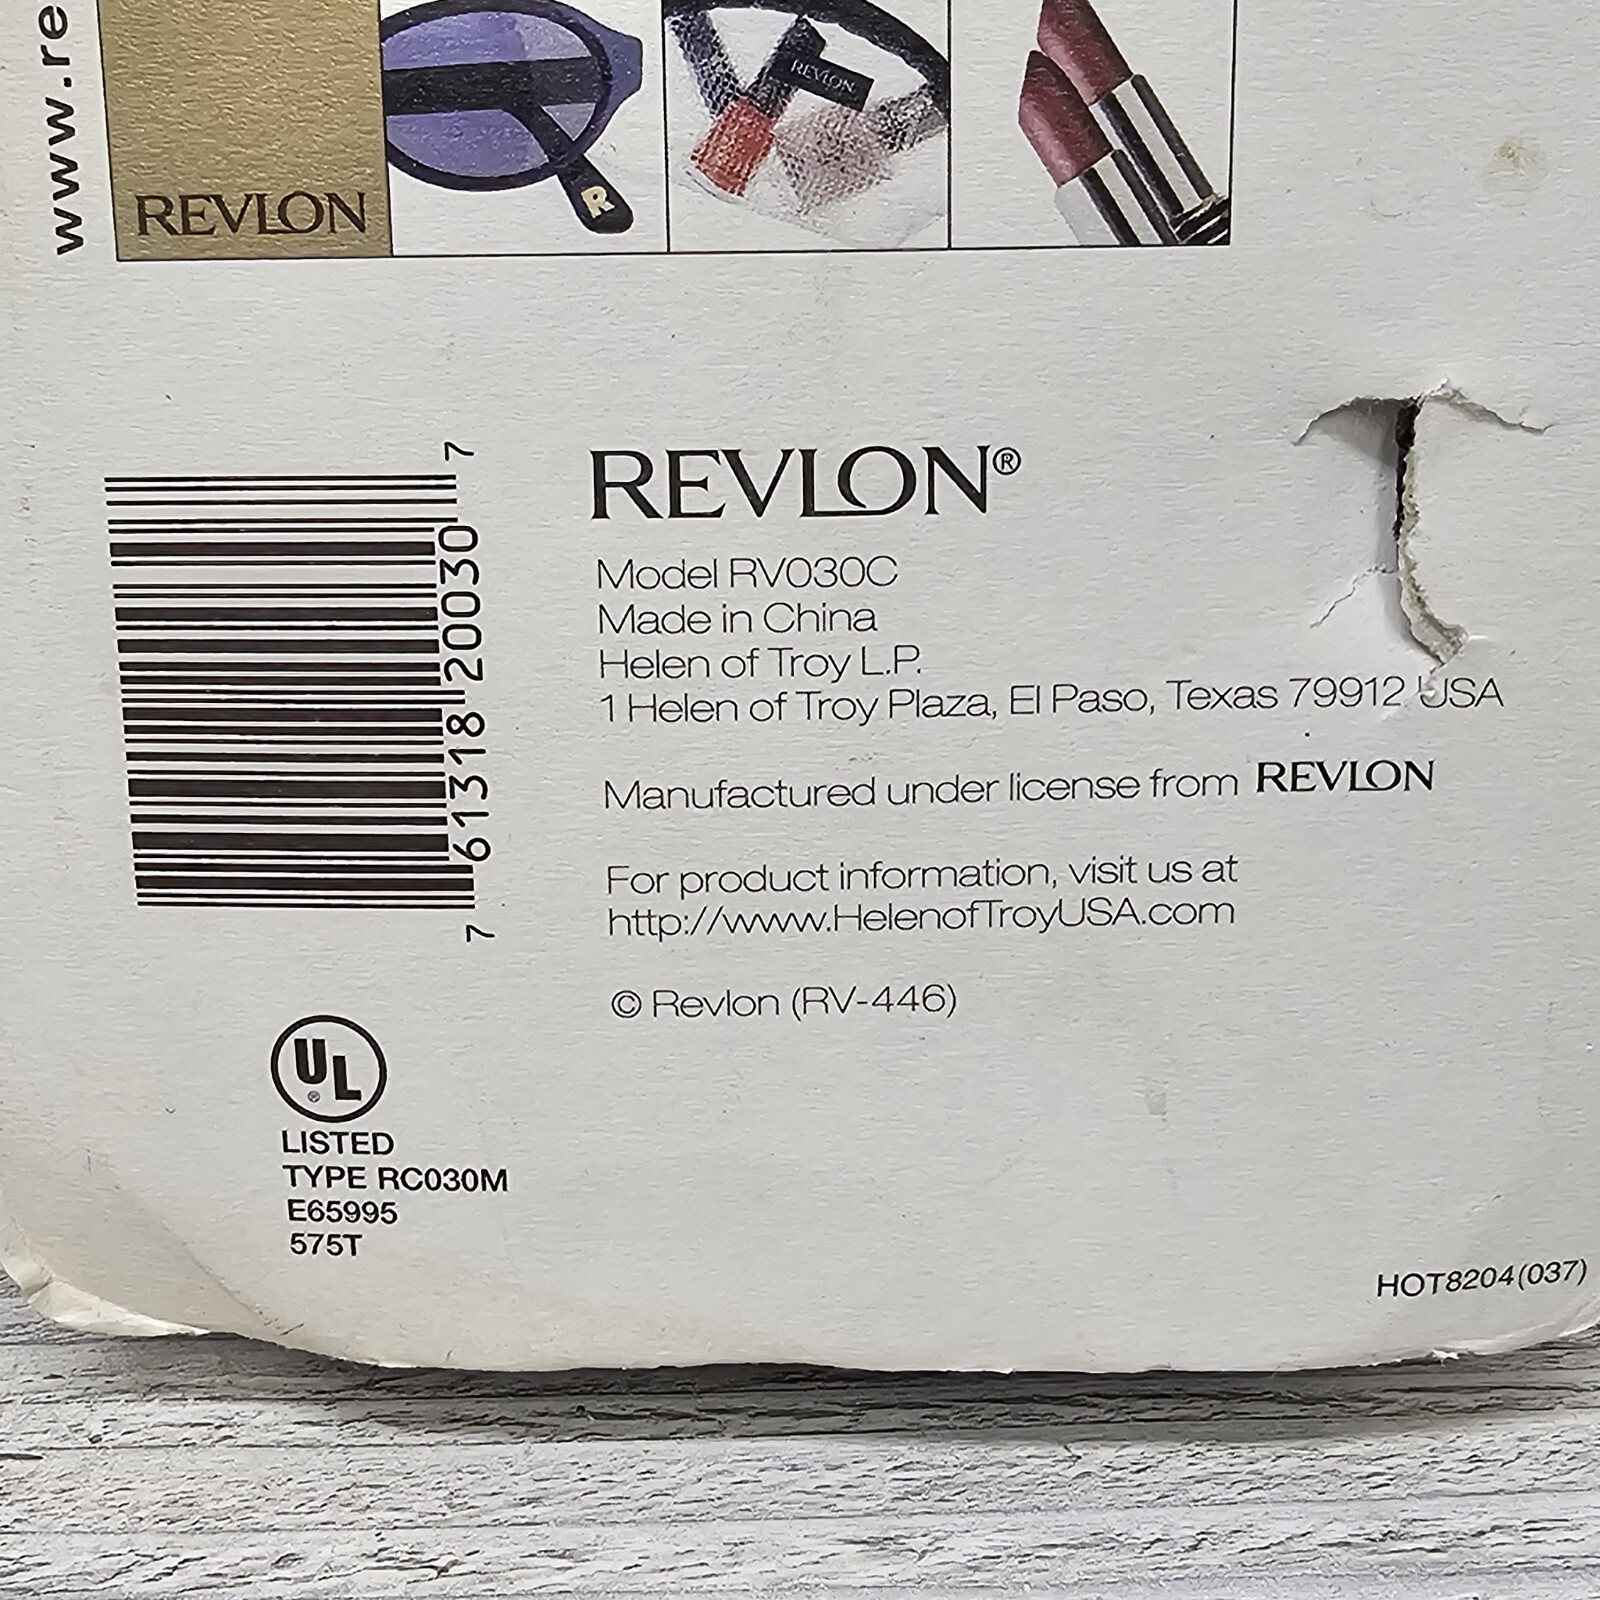 www.re
REVLON
R
REVLON
REVLON®
Model RV030C
Made in China
Helen of Troy L.P.
1 Helen of Troy Plaza, El Paso, Texas 79912 USA
Manufactured under license from REVLON
For product information, visit us at
http://www.HelenofTroyUSA.com
© Revlon (RV-446)
7 61318 20030 7
UL®
LISTED
TYPE RC030M
E65995
575T
HOT8204(037)